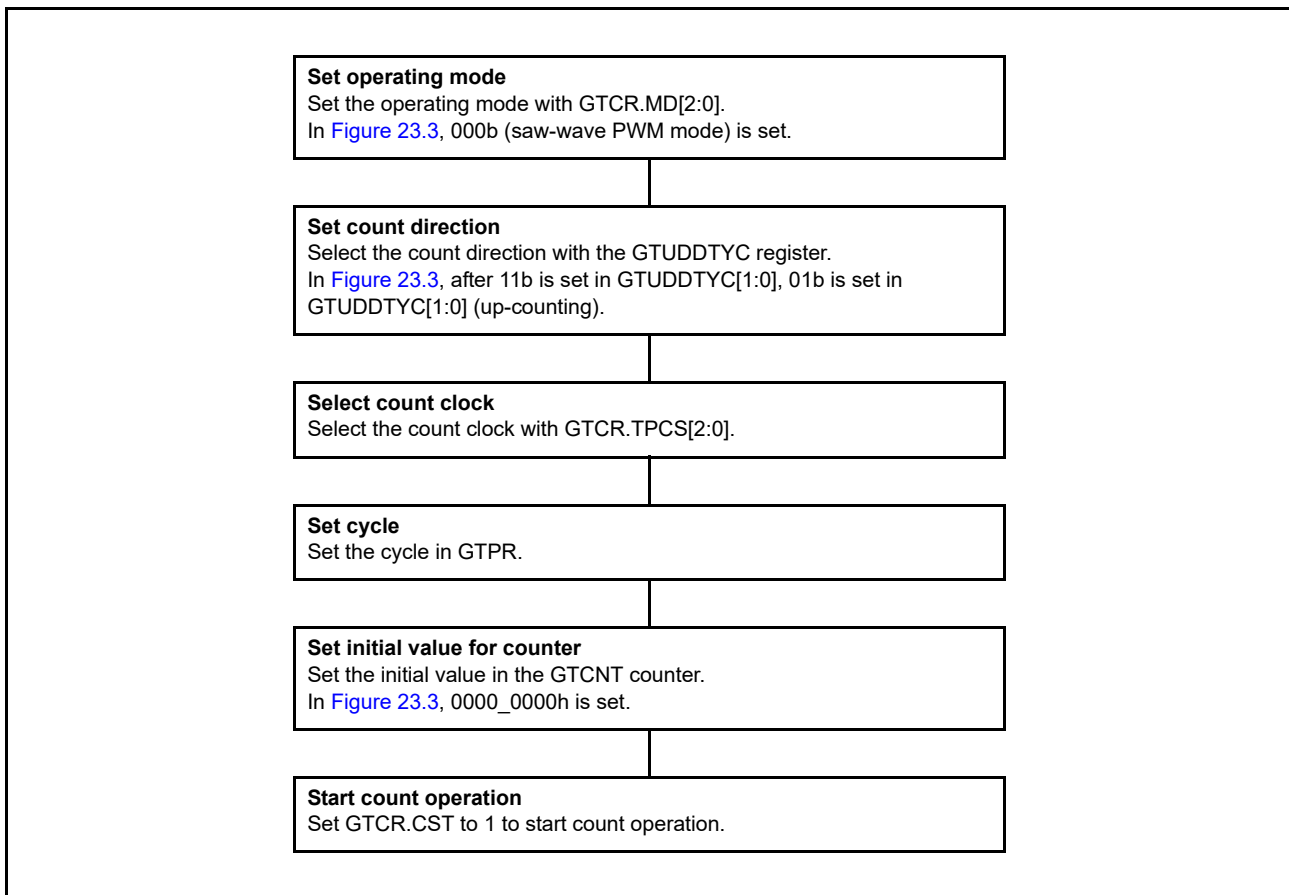 Set operating mode
Set the operating mode with GTCR.MD[2:0].
In Figure 23.3, 000b (saw-wave PWM mode) is set.
Set count direction
Select the count direction with the GTUDDTYC register.
In Figure 23.3, after 11b is set in GTUDDTYC[1:0], 01b is set in
GTUDDTYC[1:0] (up-counting).
Select count clock
Select the count clock with GTCR.TPCS[2:0].
Set cycle
Set the cycle in GTPR.
Set initial value for counter
Set the initial value in the GTCNT counter.
In Figure 23.3, 0000_0000h is set.
Start count operation
Set GTCR.CST to 1 to start count operation.